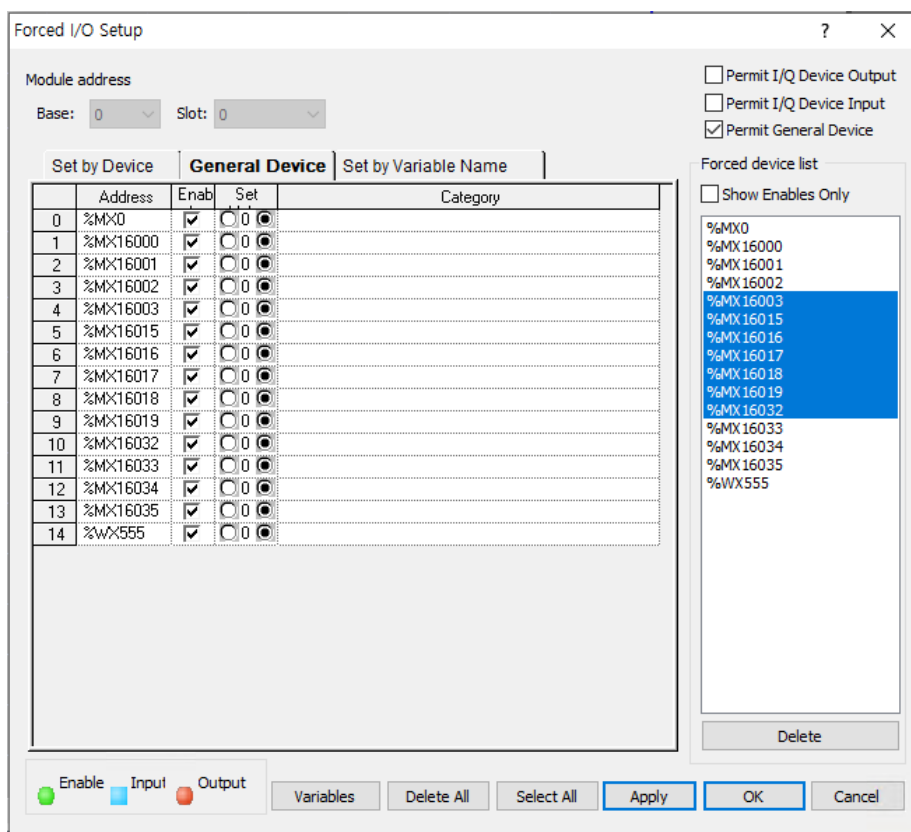 Forced I/O Setup
?
Module address
Base: 0 Slot: 0
Permit I/Q Device Output
Permit I/Q Device Input
Permit General Device
Set by Device General Device Set by Variable Name
Address Enab Set Category
0 %MX0 0
1 %MX16000 0
2 %MX16001 0
3 %MX16002 0
4 %MX16003 0
5 %MX16015 0
6 %MX16016 0
7 %MX16017 0
8 %MX16018 0
9 %MX16019 0
10 %MX16032 0
11 %MX16033 0
12 %MX16034 0
13 %MX16035 0
14 %WX555 0
Forced device list
Show Enables Only
%MX0
%MX16000
%MX16001
%MX16002
%MX16003
%MX16015
%MX16016
%MX16017
%MX16018
%MX16019
%MX16032
%MX16033
%MX16034
%MX16035
%WX555
Delete
Enable Input Output
Variables Delete All Select All Apply OK Cancel